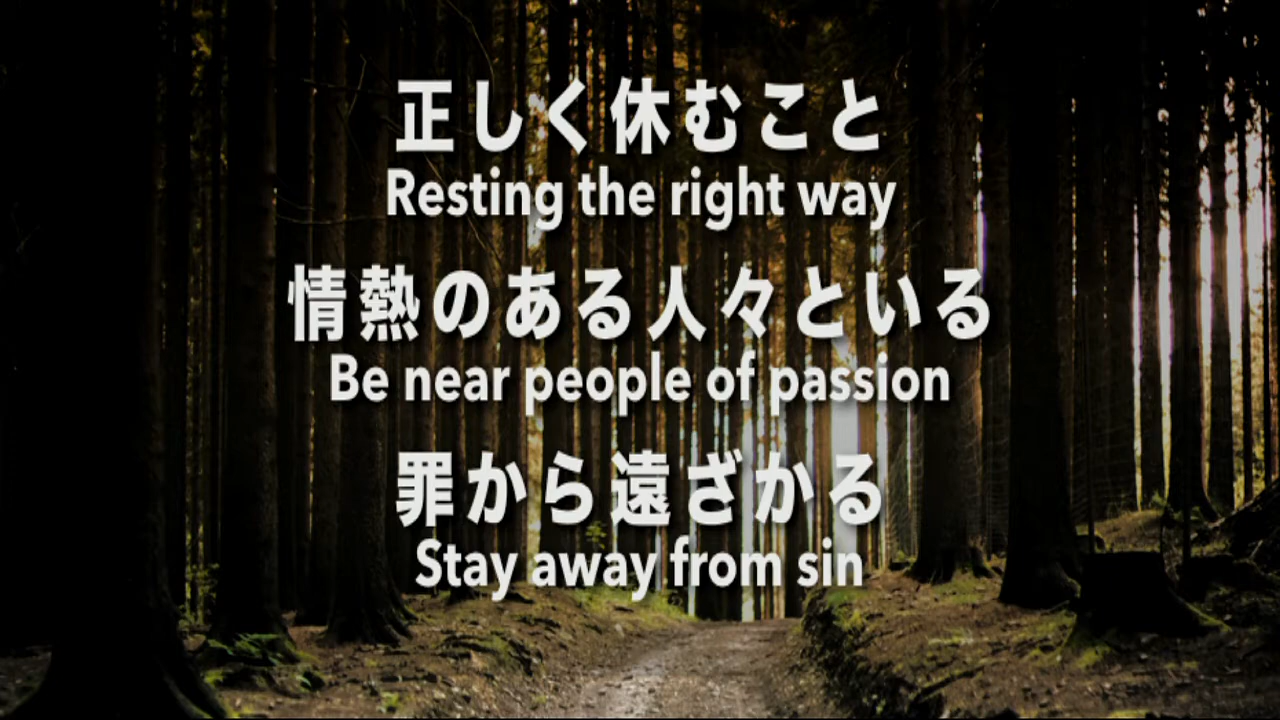 正しく休むこと
Resting the right way
情熱のある人々といる
Be near people of passion
罪から遠ざかる
Stay away from sin